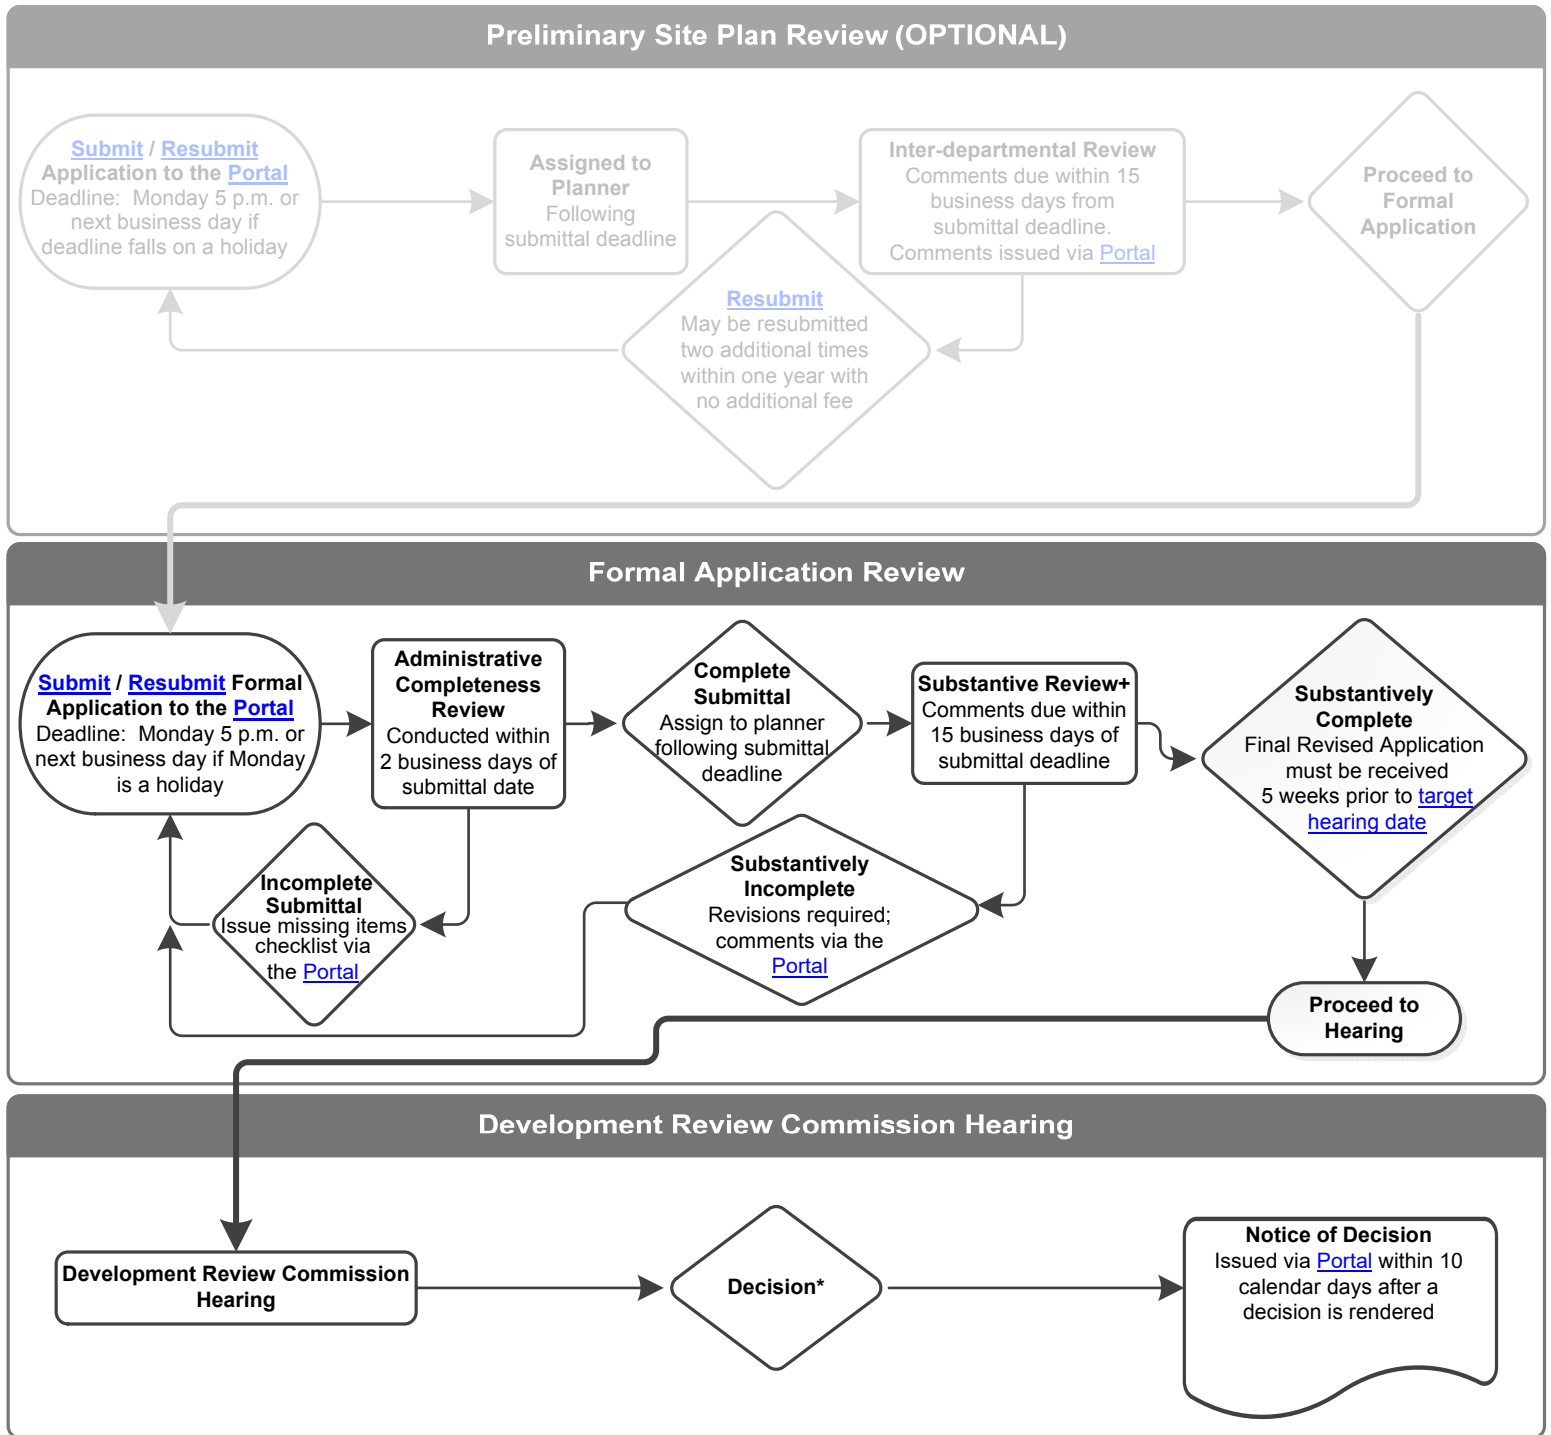 Preliminary Site Plan Review (OPTIONAL)
Submit / Resubmit
Application to the Portal
Deadline: Monday 5 p.m. or
next business day if
deadline falls on a holiday
Assigned to
Planner
Following
submittal deadline
Inter-departmental Review
Comments due within 15
business days from
submittal deadline.
Comments issued via Portal
Proceed to
Formal
Application
Resubmit
May be resubmitted
two additional times
within one year with
no additional fee
Formal Application Review
Submit / Resubmit Formal
Application to the Portal
Deadline: Monday 5 p.m. or
next business day if Monday
is a holiday
Administrative
Completeness
Review
Conducted within
2 business days of
submittal date
Complete
Submittal
Assign to planner
following submittal
deadline
Substantive Review+
Comments due within
15 business days of
submittal deadline
Substantively
Complete
Final Revised Application
must be received
5 weeks prior to target
hearing date
Incomplete
Submittal
Issue missing items
checklist via
the Portal
Substantively
Incomplete
Revisions required;
comments via the
Portal
Proceed to
Hearing
Development Review Commission Hearing
Development Review Commission
Hearing
Decision*
Notice of Decision
Issued via Portal within 10
calendar days after a
decision is rendered